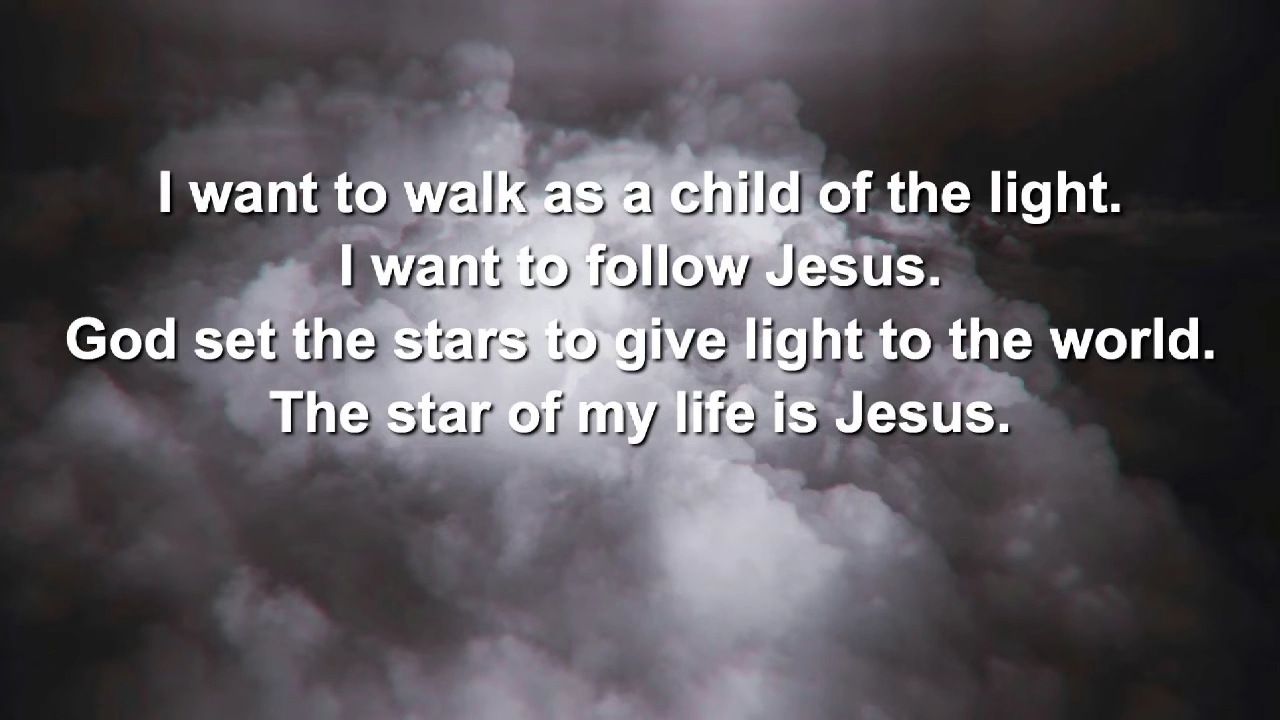 I want to walk as a child of the light.
I want to follow Jesus.
God set the stars to give light to the world.
The star of my life is Jesus.